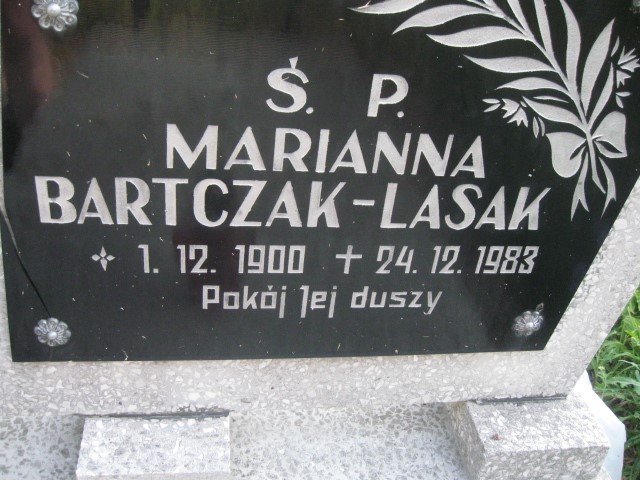 Ś. P.
MARIANNA
BARTCZAK-LASAK
1. 12. 1900 + 24. 12. 1983
Pokój Jej duszy